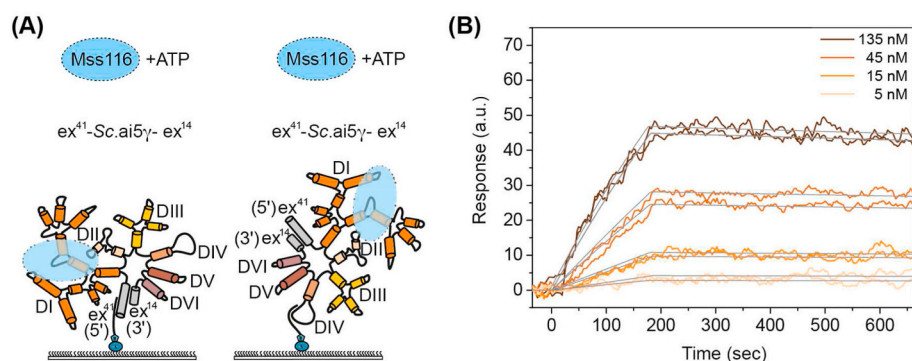 (A)
Mss116 +ATP
Mss116 +ATP
ex⁴¹-Sc.ai5γ- ex¹⁴
ex⁴¹-Sc.ai5γ- ex¹⁴
DIII
DII
DIV
DV
DVI
DI
ex⁴¹
(5')
ex¹⁴
(3')
DI
(5') ex⁴¹
(3') ex¹⁴
DII
DVI
DV
DIII
DIV
(B)
Response (a.u.)
70
60
50
40
30
20
10
0
135 nM
45 nM
15 nM
5 nM
0 100 200 300 400 500 600
Time (sec)